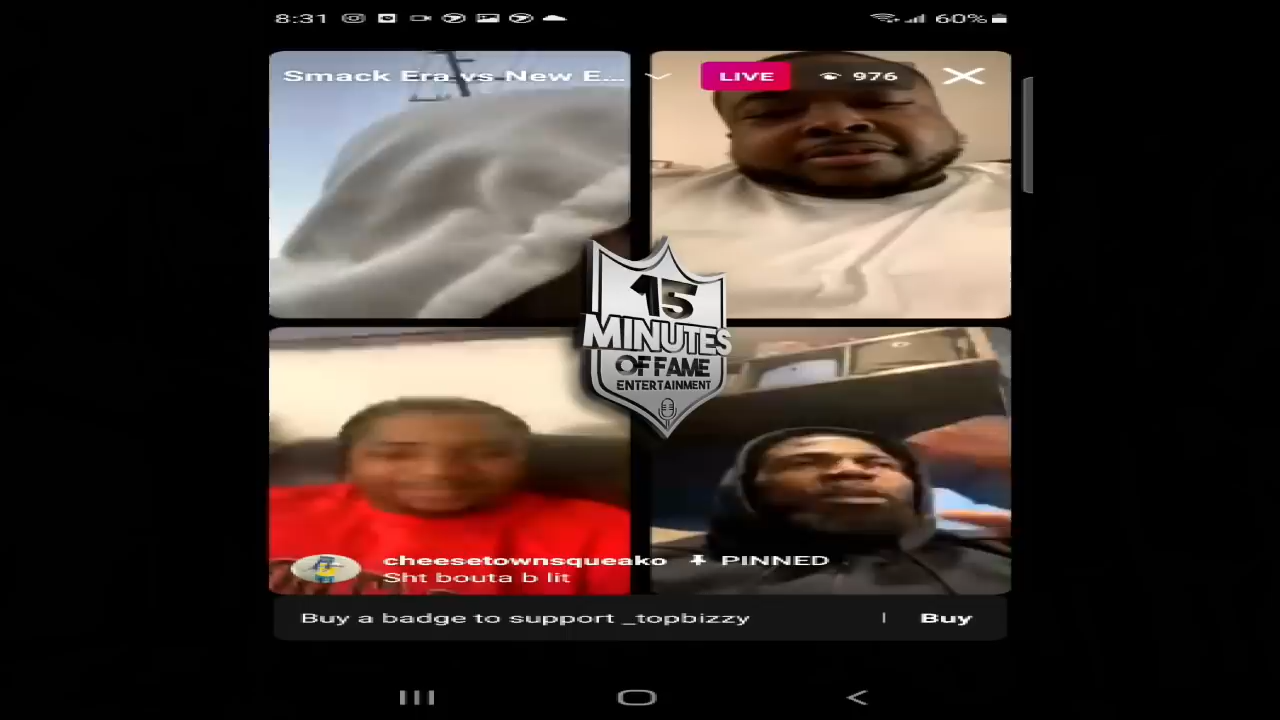 8:31
60%
Smack Era vs New E...
LIVE
976
15
MINUTES
OF FAME
ENTERTAINMENT
cheesetownsqueako PINNED
Sht bouta b lit
Buy a badge to support _topbizzy
Buy